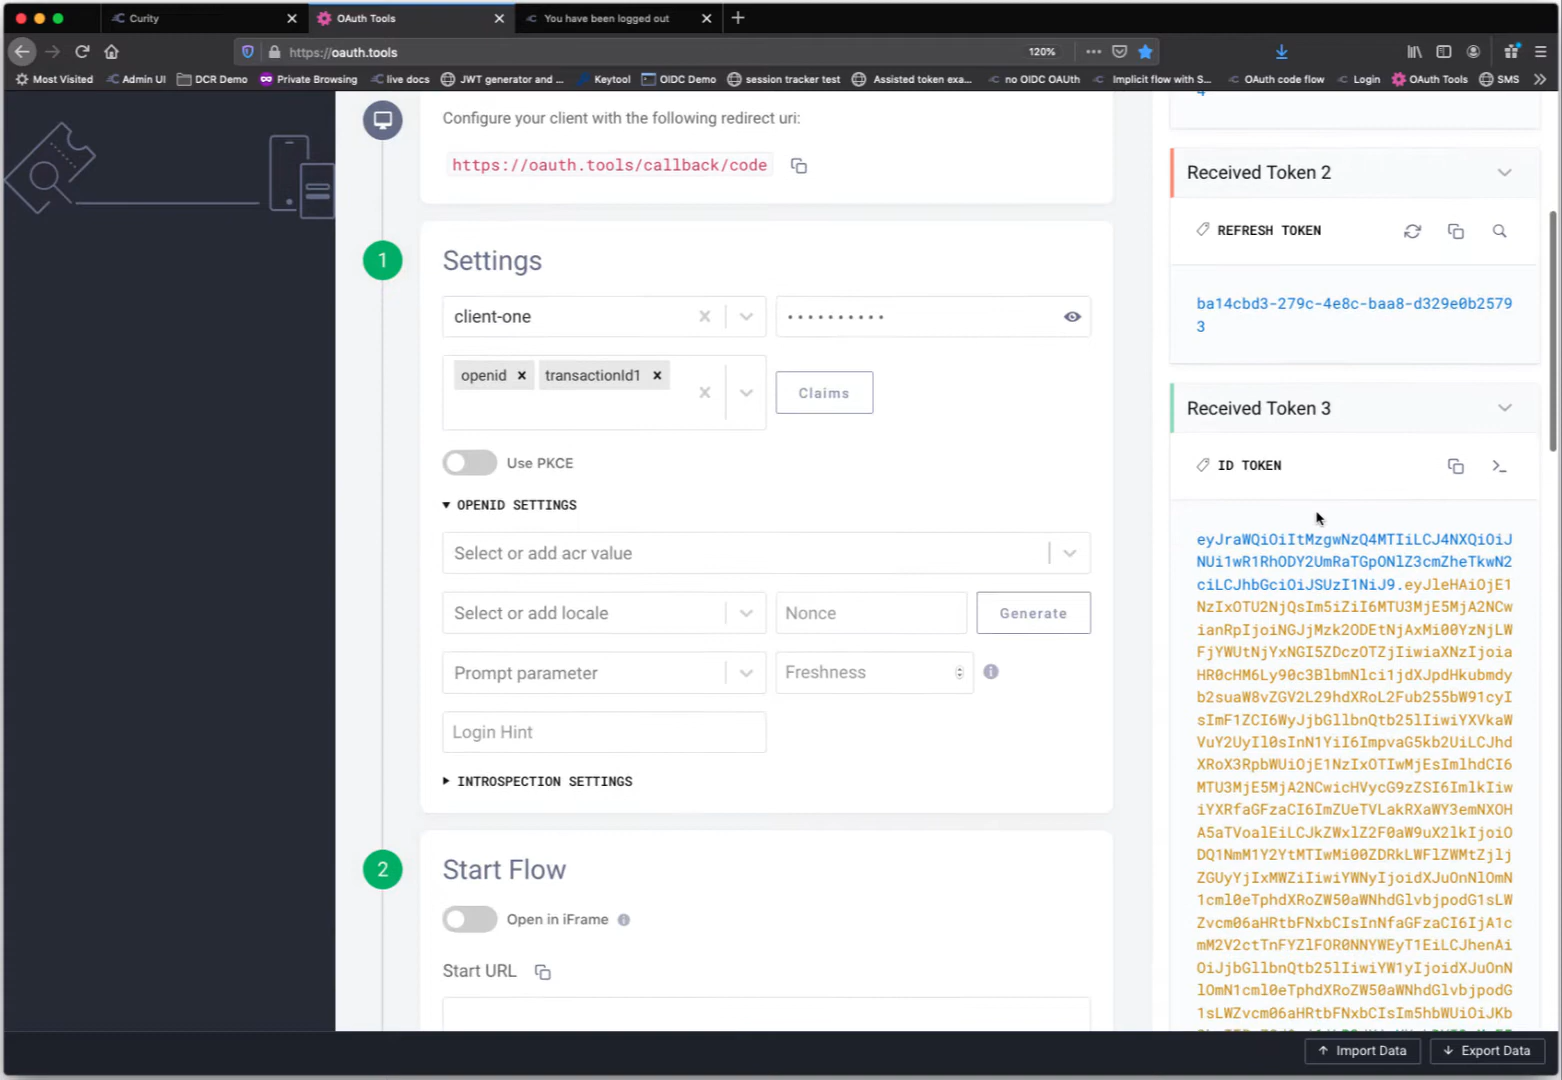 Curity
OAuth Tools
You have been logged out
https://oauth.tools
120%
Most Visited
Admin UI
DCR Demo
Private Browsing
live docs
JWT generator and ...
Keytool
OIDC Demo
session tracker test
Assisted token exa...
no OIDC OAuth
Implicit flow with S...
OAuth code flow
Login
OAuth Tools
SMS
Configure your client with the following redirect uri:
https://oauth.tools/callback/code
1
Settings
client-one
openid
transactionId1
Claims
Use PKCE
OPENID SETTINGS
Select or add acr value
Select or add locale
Nonce
Generate
Prompt parameter
Freshness
Login Hint
INTROSPECTION SETTINGS
2
Start Flow
Open in iFrame
Start URL
4
Received Token 2
REFRESH TOKEN
ba14cbd3-279c-4e8c-baa8-d329e0b2579
3
Received Token 3
ID TOKEN
eyJraWQiOiItMzgwNzQ4MTIiLCJ4NXQiOiJ
NUi1wR1RhODY2UmRaTGpONlZ3cmZheTkwN2
ciLCJhbGciOiJSUzI1NiJ9.eyJleHAiOjE1
NzIxOTU2NjQsIm5iZiI6MTU3MjE5MjA2NCw
ianRpIjoiNGJjMzk2ODEtNjAxMi00YzNjLW
FjYWUtNjYxNGI5ZDczOTZjIiwiaXNzIjoia
HR0cHM6Ly90c3BlbmNlci1jdXJpdHkubmdy
b2suaW8vZGV2L29hdXRoL2Fub255bW91cyI
sImF1ZCI6WyJjbGllbnQtb25lIiwiYXVkaW
VuY2UyIl0sInN1YiI6ImpvaG5kb2UiLCJhd
XRoX3RpbWUiOjE1NzIxOTIwMjEsImlhdCI6
MTU3MjE5MjA2NCwicHVycG9zZSI6ImlkIiw
iYXRfaGFzaCI6ImZUeTVLakRXaWY3emNXOH
A5aTVoalEiLCJkZWxlZ2F0aW9uX2lkIjoiO
DQ1NmM1Y2YtMTIwMi00ZDRkLWFlZWMtZjlj
ZGUyYjIxMWZiIiwiYWNyIjoidXJuOnNlOmN
1cml0eTphdXRoZW50aWNhdGlvbjpodG1sLW
Zvcm06aHRtbFNxbCIsInNfaGFzaCI6IjA1c
mM2V2ctTnFYZlFOR0NNYWEyT1EiLCJhenAi
OiJjbGllbnQtb25lIiwiYW1yIjoidXJuOnN
lOmN1cml0eTphdXRoZW50aWNhdGlvbjpodG
1sLWZvcm06aHRtbFNxbCIsIm5hbWUiOiJKb
Import Data
Export Data